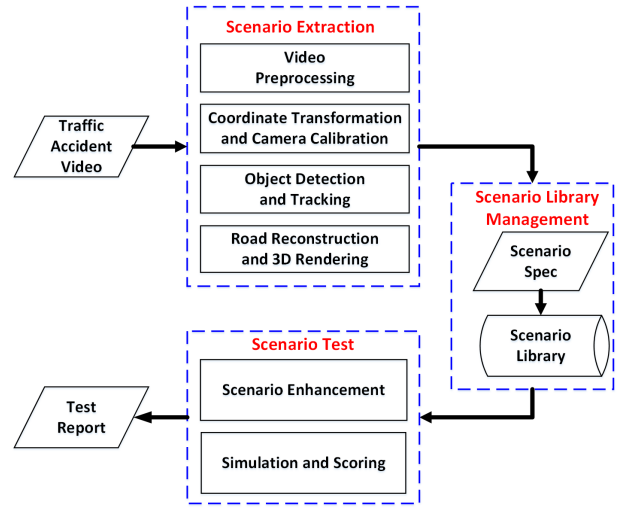 Scenario Extraction
Video
Preprocessing
Coordinate Transformation
and Camera Calibration
Object Detection
and Tracking
Road Reconstruction
and 3D Rendering
Traffic
Accident
Video
Scenario Library
Management
Scenario
Spec
Scenario
Library
Scenario Test
Scenario Enhancement
Simulation and Scoring
Test
Report